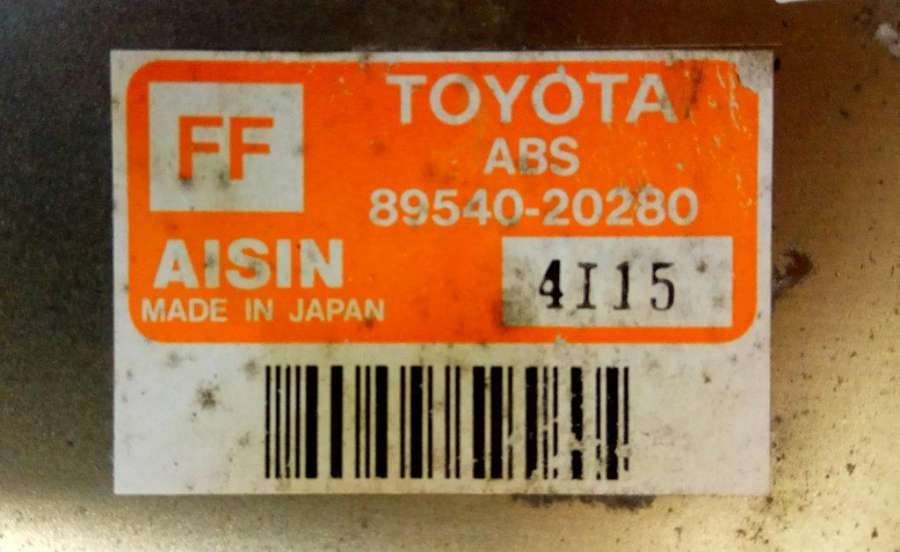 FF
TOYOTA
ABS
89540-20280
AISIN
MADE IN JAPAN
4I15